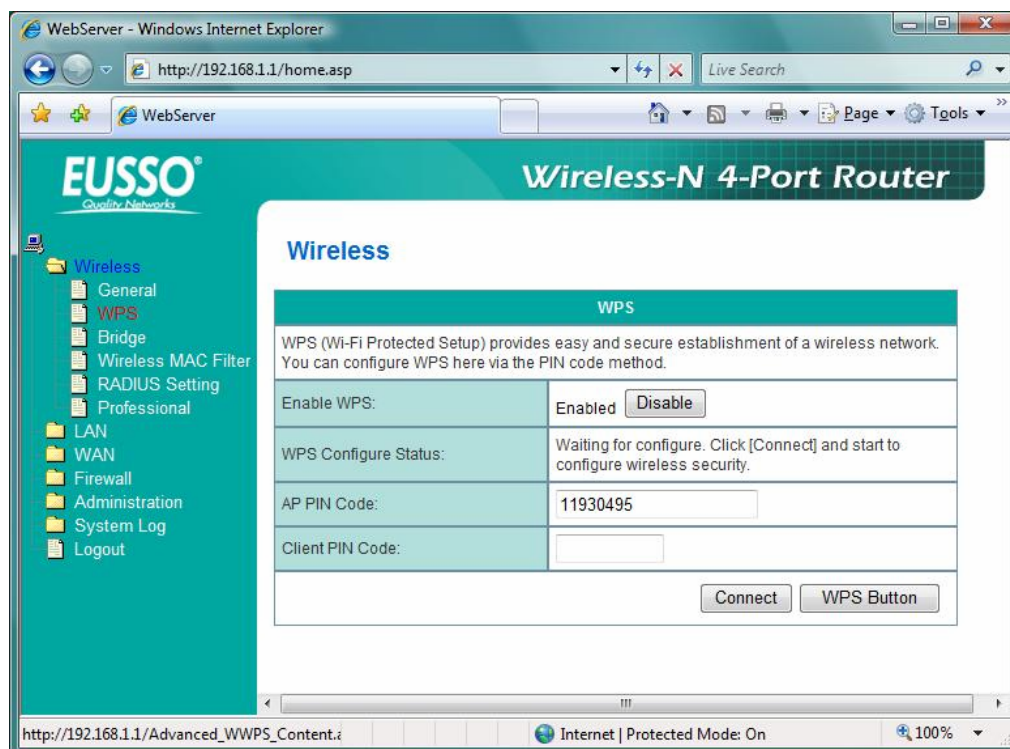 WebServer - Windows Internet Explorer
http://192.168.1.1/home.asp
Live Search
WebServer
Page
Tools
EUSSO®
Quality Networks
Wireless-N 4-Port Router
Wireless
General
WPS
Bridge
Wireless MAC Filter
RADIUS Setting
Professional
LAN
WAN
Firewall
Administration
System Log
Logout
Wireless
WPS
WPS (Wi-Fi Protected Setup) provides easy and secure establishment of a wireless network.
You can configure WPS here via the PIN code method.
Enable WPS:
Enabled Disable
WPS Configure Status:
Waiting for configure. Click [Connect] and start to
configure wireless security.
AP PIN Code:
11930495
Client PIN Code:
Connect
WPS Button
http://192.168.1.1/Advanced_WWPS_Content.a
Internet | Protected Mode: On
100%